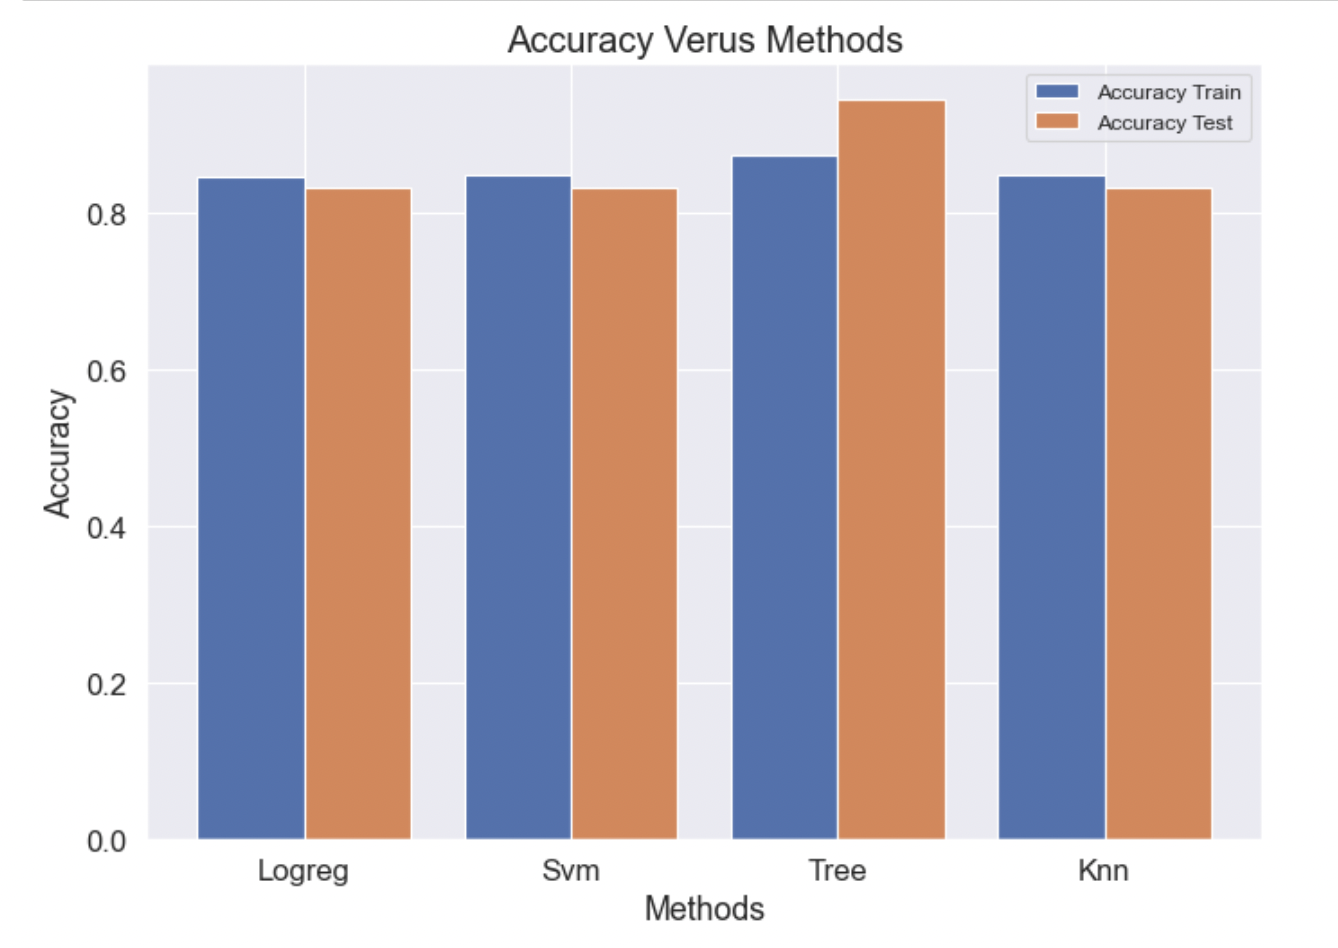 Accuracy Verus Methods
Accuracy Train
Accuracy Test
0.8
0.6
0.4
0.2
0.0
Accuracy
Logreg Svm Tree Knn
Methods